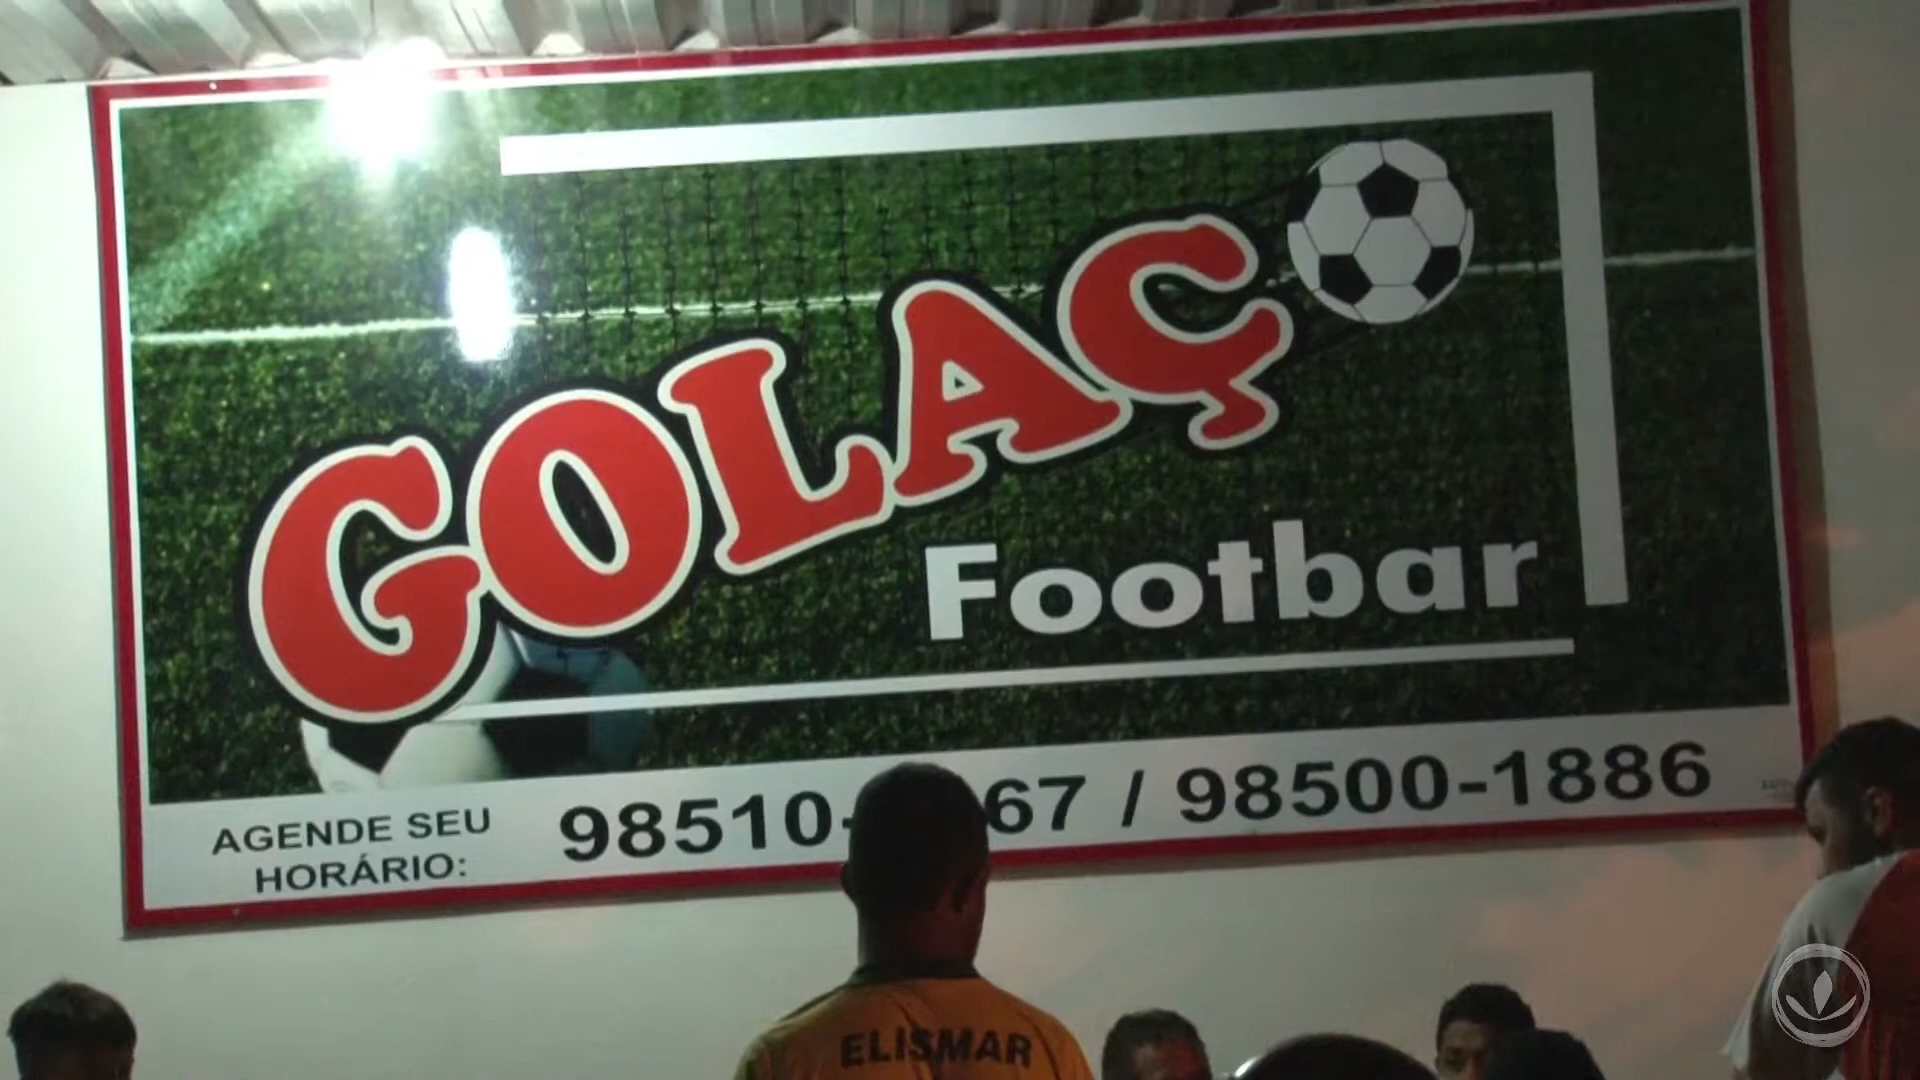 GOLAÇ
Footbar
AGENDE SEU
HORÁRIO:
98510- 67 / 98500-1886
ELISMAR